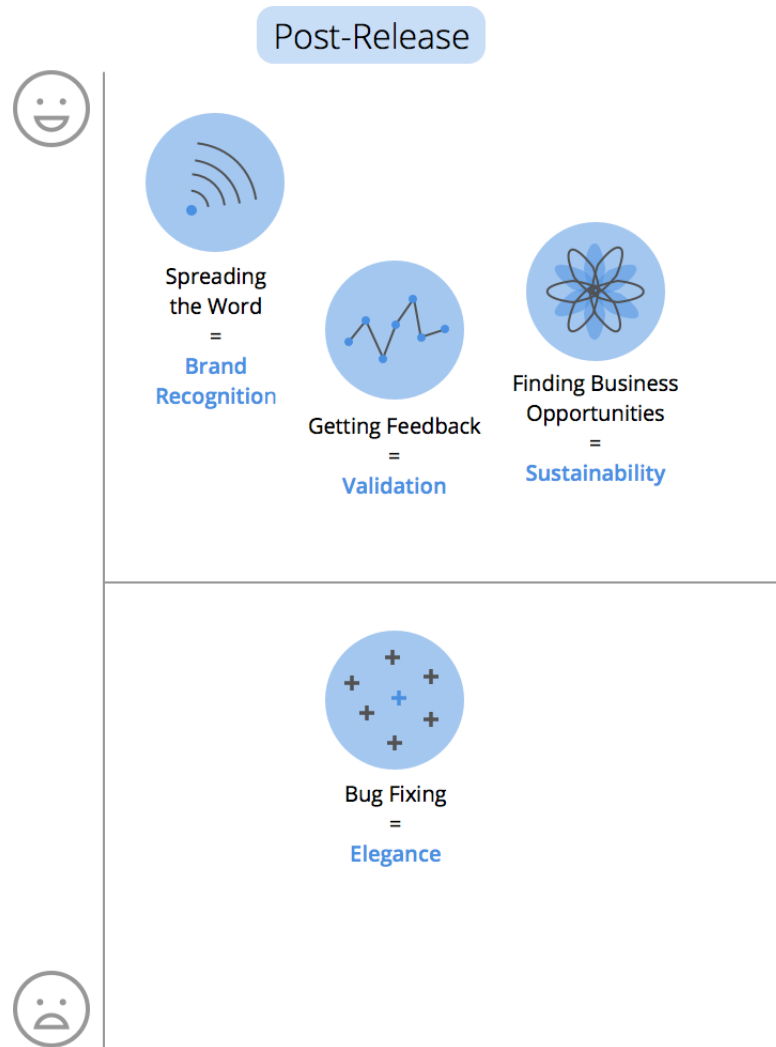 Post-Release
Spreading
the Word
=
Brand
Recognition
Getting Feedback
=
Validation
Finding Business
Opportunities
=
Sustainability
Bug Fixing
=
Elegance